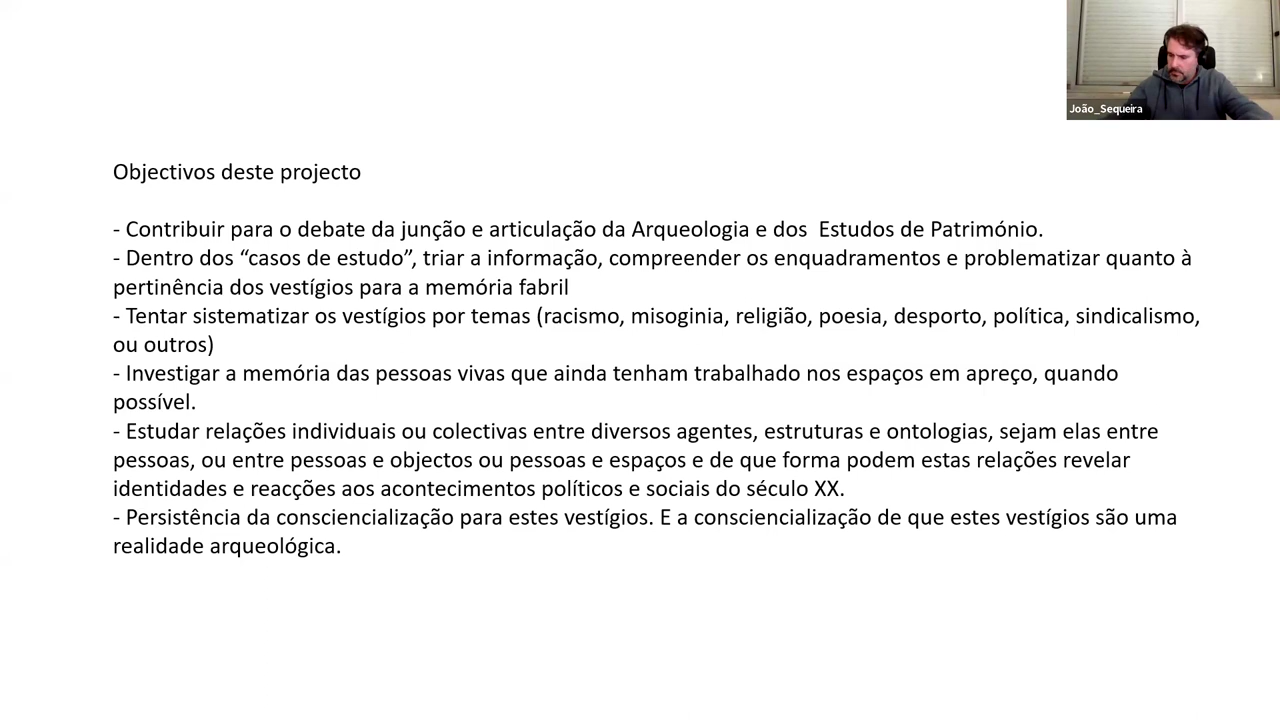 João_Sequeira
Objectivos deste projecto
- Contribuir para o debate da junção e articulação da Arqueologia e dos  Estudos de Património.
- Dentro dos “casos de estudo”, triar a informação, compreender os enquadramentos e problematizar quanto à
pertinência dos vestígios para a memória fabril
- Tentar sistematizar os vestígios por temas (racismo, misoginia, religião, poesia, desporto, política, sindicalismo,
ou outros)
- Investigar a memória das pessoas vivas que ainda tenham trabalhado nos espaços em apreço, quando
possível.
- Estudar relações individuais ou colectivas entre diversos agentes, estruturas e ontologias, sejam elas entre
pessoas, ou entre pessoas e objectos ou pessoas e espaços e de que forma podem estas relações revelar
identidades e reacções aos acontecimentos políticos e sociais do século XX.
- Persistência da consciencialização para estes vestígios. E a consciencialização de que estes vestígios são uma
realidade arqueológica.